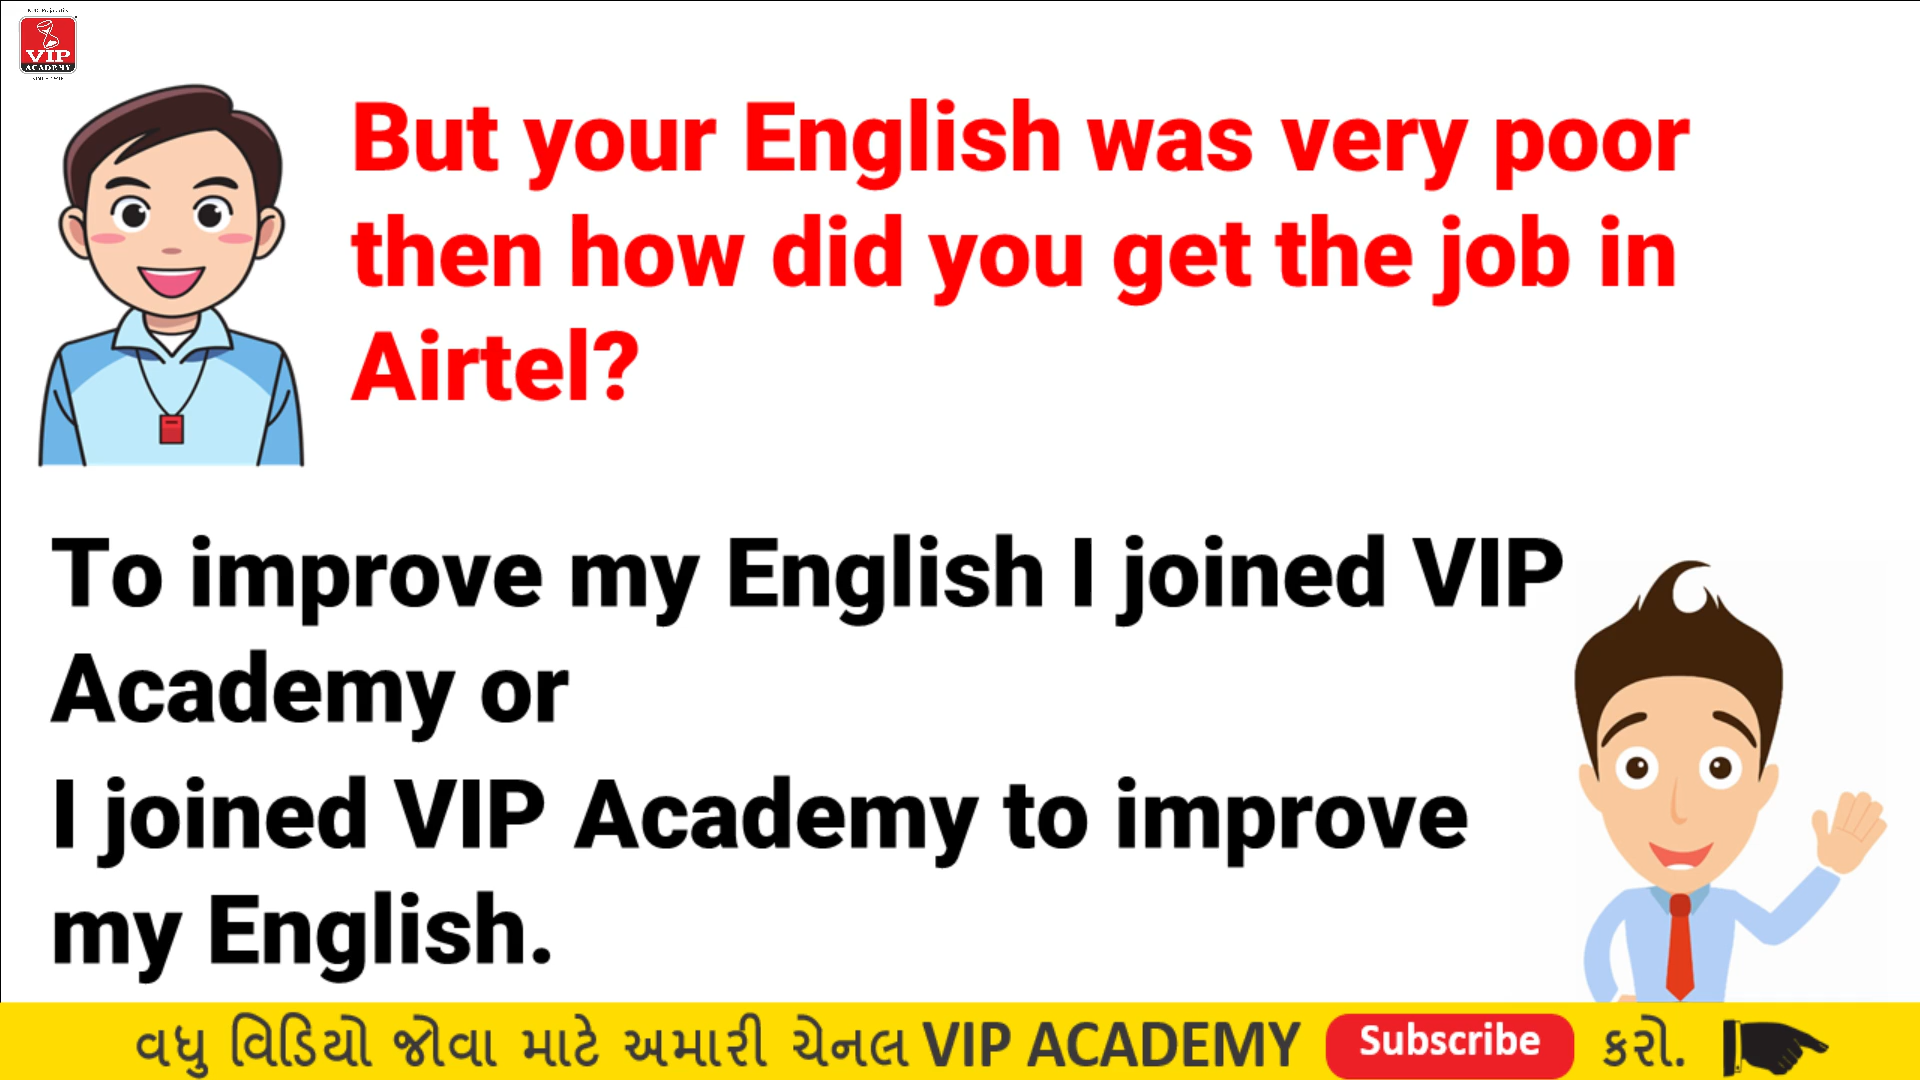 VIP
ACADEMY
But your English was very poor
then how did you get the job in
Airtel?
To improve my English I joined VIP
Academy or
I joined VIP Academy to improve
my English.
વધુ વિડિયો જોવા માટે અમારી ચેનલ VIP ACADEMY Subscribe કરો.